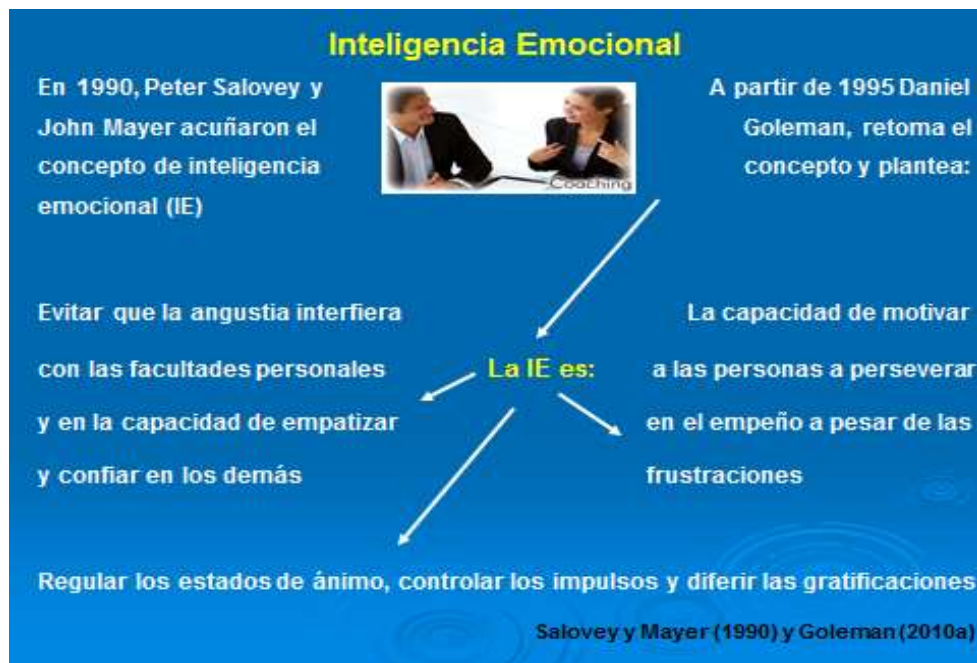 Inteligencia Emocional
En 1990, Peter Salovey y
John Mayer acuñaron el
concepto de inteligencia
emocional (IE)
Coaching
A partir de 1995 Daniel
Goleman, retoma el
concepto y plantea:
Evitar que la angustia interfiera
con las facultades personales
y en la capacidad de empatizar
y confiar en los demás
La IE es:
La capacidad de motivar
a las personas a perseverar
en el empeño a pesar de las
frustraciones
Regular los estados de ánimo, controlar los impulsos y diferir las gratificaciones
Salovey y Mayer (1990) y Goleman (2010a)